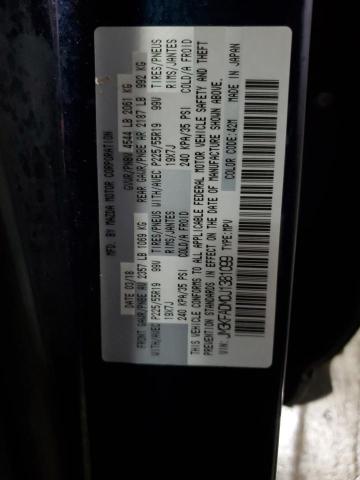 MFD. BY MAZDA MOTOR CORPORATION
DATE: 03/18 GVWR/PNBV 4544 LB 2061 KG
FRONT GAWR/PNBE AV 2357 LB 1069 KG REAR GAWR/PNBE AR 2187 LB 992 KG
WITH/AVEC P225/55R19 99V TIRES/PNEUS WITH/AVEC P225/55R19 99V TIRES/PNEUS
19X7J RIMS/JANTES 19X7J RIMS/JANTES
240 KPA/35 PSI COLD/A FROID 240 KPA/35 PSI COLD/A FROID
THIS VEHICLE CONFORMS TO ALL APPLICABLE FEDERAL MOTOR VEHICLE SAFETY AND THEFT
PREVENTION STANDARDS IN EFFECT ON THE DATE OF MANUFACTURE SHOWN ABOVE.
MADE IN JAPAN
JM3KFADM0J1381099
VIN: TYPE: MPV COLOR CODE: 42M